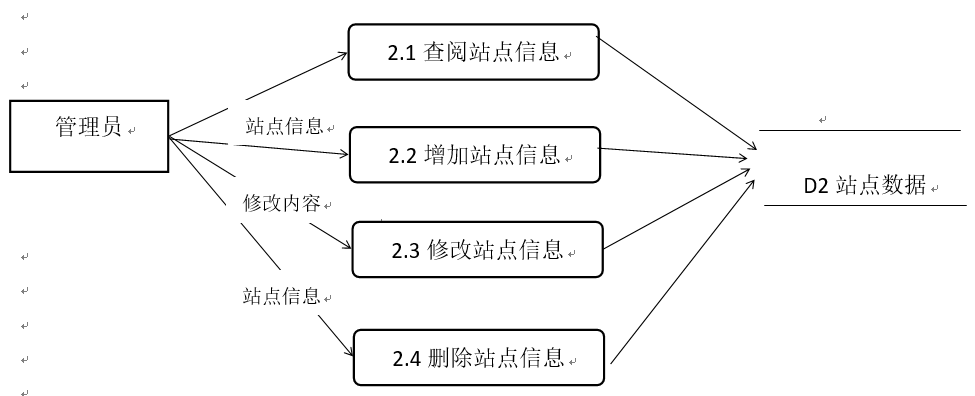 2.1 查阅站点信息
管理员
站点信息
2.2 增加站点信息
D2 站点数据
修改内容
2.3 修改站点信息
站点信息
2.4 删除站点信息